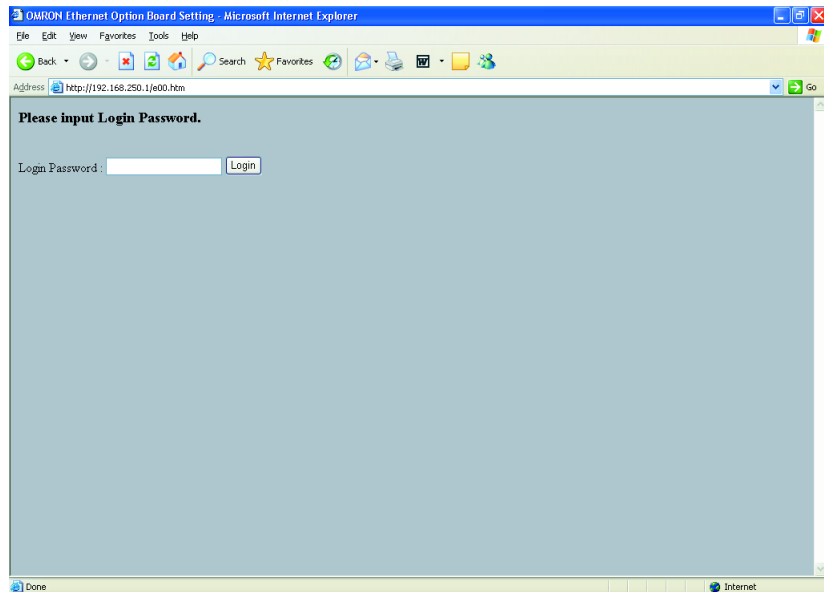 OMRON Ethernet Option Board Setting - Microsoft Internet Explorer
File Edit View Favorites Tools Help
Back Search Favorites
Address http://192.168.250.1/e00.htm Go
Please input Login Password.
Login Password : Login
Done Internet